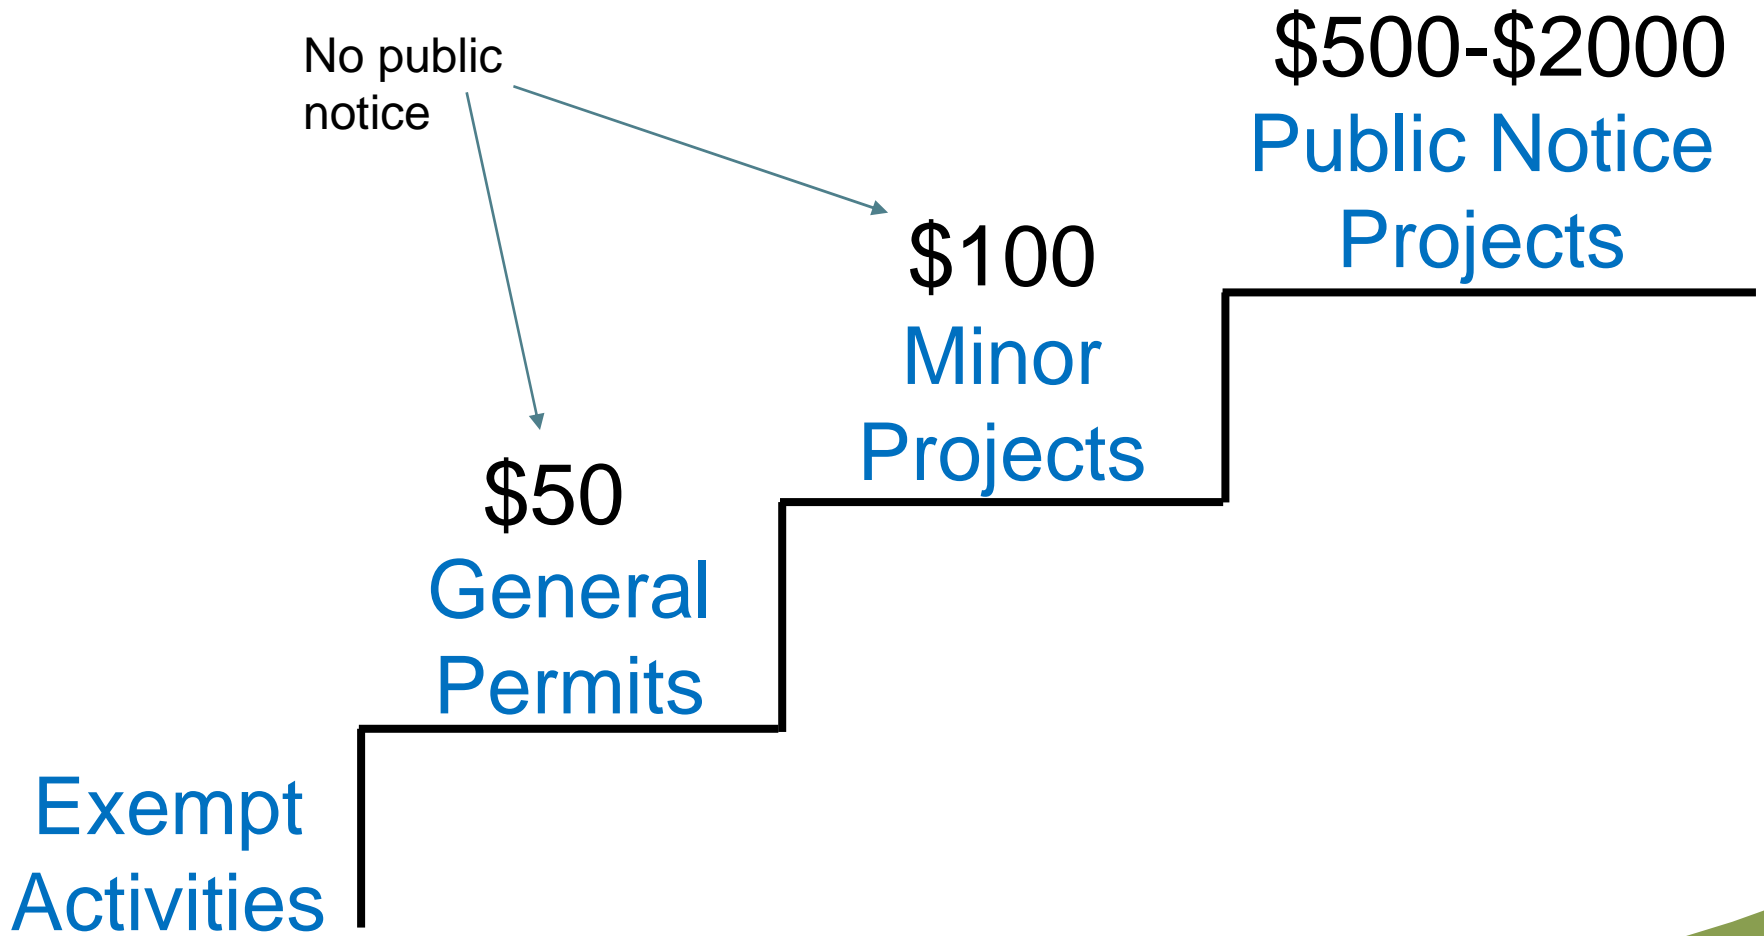 No public
notice
$500-$2000
Public Notice
Projects
$100
Minor
Projects
$50
General
Permits
Exempt
Activities